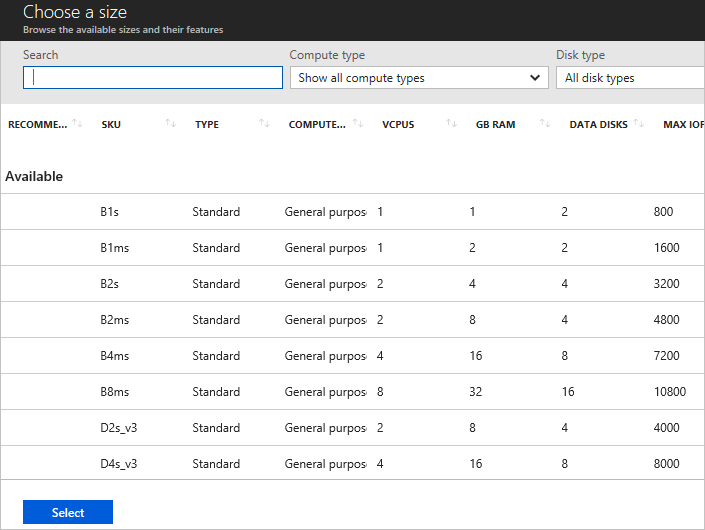 Choose a size
Browse the available sizes and their features
Search Compute type Disk type
Show all compute types All disk types
RECOMME... SKU TYPE COMPUTE... VCPUS GB RAM DATA DISKS MAX IOP
Available
B1s Standard General purpos 1 1 2 800
B1ms Standard General purpos 1 2 2 1600
B2s Standard General purpos 2 4 4 3200
B2ms Standard General purpos 2 8 4 4800
B4ms Standard General purpos 4 16 8 7200
B8ms Standard General purpos 8 32 16 10800
D2s_v3 Standard General purpos 2 8 4 4000
D4s_v3 Standard General purpos 4 16 8 8000
Select